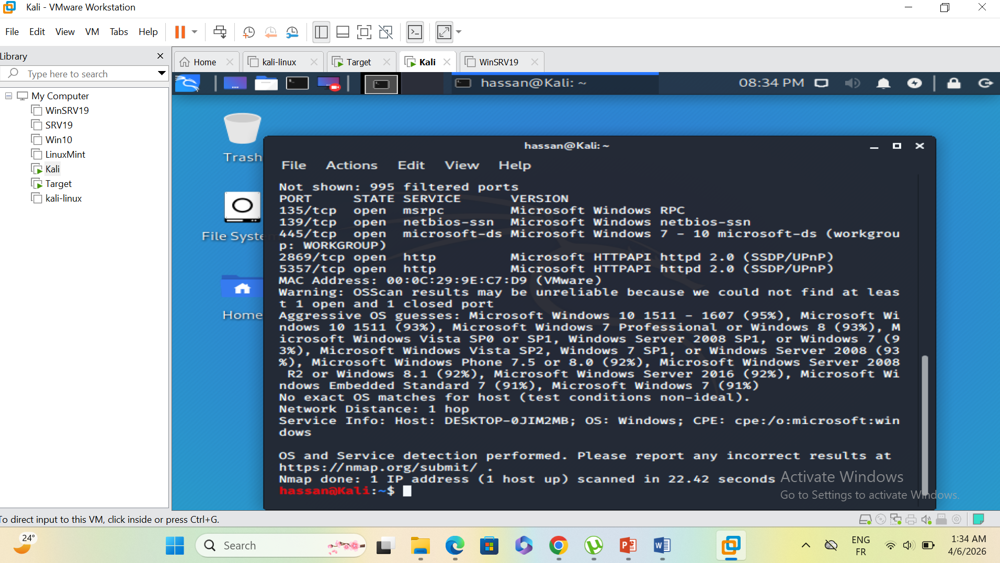 Kali - VMware Workstation
File Edit View VM Tabs Help
Library
Type here to search
My Computer
WinSRV19
SRV19
Win10
LinuxMint
Kali
Target
kali-linux
Home
kali-linux
Target
Kali
WinSRV19
hassan@Kali: ~
08:34 PM
Trash
File Syste
Home
hassan@Kali: ~
File Actions Edit View Help
Not shown: 995 filtered ports
PORT STATE SERVICE VERSION
135/tcp open msrpc Microsoft Windows RPC
139/tcp open netbios-ssn Microsoft Windows netbios-ssn
445/tcp open microsoft-ds Microsoft Windows 7 - 10 microsoft-ds (workgrou
p: WORKGROUP)
2869/tcp open http Microsoft HTTPAPI httpd 2.0 (SSDP/UPnP)
5357/tcp open http Microsoft HTTPAPI httpd 2.0 (SSDP/UPnP)
MAC Address: 00:0C:29:9E:C7:D9 (VMware)
Warning: OSScan results may be unreliable because we could not find at leas
t 1 open and 1 closed port
Aggressive OS guesses: Microsoft Windows 10 1511 - 1607 (95%), Microsoft Wi
ndows 10 1511 (93%), Microsoft Windows 7 Professional or Windows 8 (93%), M
icrosoft Windows Vista SP0 or SP1, Windows Server 2008 SP1, or Windows 7 (9
3%), Microsoft Windows Vista SP2, Windows 7 SP1, or Windows Server 2008 (93
%), Microsoft Windows Phone 7.5 or 8.0 (92%), Microsoft Windows Server 2008
R2 or Windows 8.1 (92%), Microsoft Windows Server 2016 (92%), Microsoft Wi
ndows Embedded Standard 7 (91%), Microsoft Windows 7 (91%)
No exact OS matches for host (test conditions non-ideal).
Network Distance: 1 hop
Service Info: Host: DESKTOP-0JIM2MB; OS: Windows; CPE: cpe:/o:microsoft:win
dows
OS and Service detection performed. Please report any incorrect results at
https://nmap.org/submit/ .
Nmap done: 1 IP address (1 host up) scanned in 22.42 seconds
hassan@Kali:~$
Activate Windows
Go to Settings to activate Windows.
To direct input to this VM, click inside or press Ctrl+G.
24°
Search
ENG
FR
1:34 AM
4/6/2026